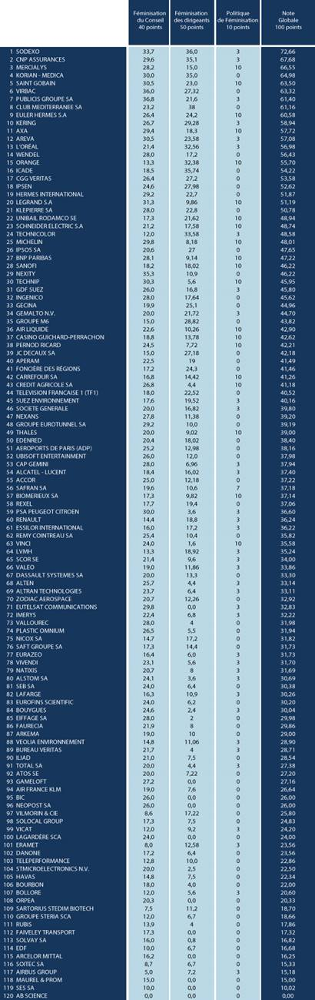 Féminisation Féminisation Politique Note
du Conseil des dirigeants de Féminisation Globale
40 points 50 points 10 points 100 points
1 SODEXO 33,7 36,0 3 72,66
2 CNP ASSURANCES 29,6 35,1 3 67,68
3 MERCIALYS 28,2 15,0 10 66,55
4 KORIAN - MEDICA 30,0 35,0 0 64,98
5 SAINT GOBAIN 30,5 23,0 10 63,50
6 VIRBAC 36,0 27,32 0 63,32
7 PUBLICIS GROUPE SA 36,8 21,6 3 61,40
8 CLUB MEDITERRANEE SA 23,2 38 0 61,16
9 EULER HERMES S.A 26,4 24,2 10 60,58
10 KERING 26,7 29,28 3 58,94
11 AXA 29,4 18,3 10 57,72
12 AREVA 30,5 23,58 3 57,08
13 L'ORÉAL 21,4 32,56 3 56,98
14 WENDEL 28,0 17,2 0 56,43
15 ORANGE 13,3 32,38 10 55,70
16 ICADE 18,5 35,74 0 54,22
17 CGG VERITAS 26,4 27,2 0 53,58
18 IPSEN 24,6 27,98 0 52,62
19 HERMES INTERNATIONAL 29,2 22,7 0 51,87
20 LEGRAND S.A 31,3 9,86 10 51,19
21 KLEPIERRE SA 28,0 22,8 0 50,78
22 UNIBAIL RODAMCO SE 17,3 21,62 10 48,94
23 SCHNEIDER ELECTRIC S.A 21,2 17,58 10 48,74
24 TECHNICOLOR 12,0 33,58 3 48,58
25 MICHELIN 29,8 8,18 10 48,01
26 IPSOS SA 20,6 27 0 47,65
27 BNP PARIBAS 28,1 9,14 10 47,22
28 SANOFI 18,2 18,02 10 46,22
29 NEXITY 35,3 10,9 0 46,22
30 TECHNIP 30,3 5,6 10 45,95
31 GDF SUEZ 26,0 16,8 3 45,80
32 INGENICO 28,0 17,64 0 45,62
33 GECINA 19,9 25,1 0 44,96
34 GEMALTO N.V. 20,0 21,72 3 44,70
35 GROUPE M6 15,0 28,82 0 43,82
36 AIR LIQUIDE 22,6 10,26 10 42,90
37 CASINO GUICHARD-PERRACHON 18,8 13,78 10 42,62
38 PERNOD RICARD 24,5 7,72 10 42,21
39 JC DECAUX SA 15,0 27,18 0 42,18
40 APERAM 22,5 19 0 41,49
41 FONCIÈRE DES RÉGIONS 17,2 24,3 0 41,46
42 CARREFOUR SA 16,8 14,42 10 41,26
43 CREDIT AGRICOLE SA 26,8 4,4 10 41,18
44 TELEVISION FRANCAISE 1 (TF1) 18,0 22,52 0 40,52
45 SUEZ ENVIRONNEMENT 17,6 19,52 3 40,16
46 SOCIETE GENERALE 20,0 16,82 3 39,80
47 NEXANS 27,8 11,38 0 39,20
48 GROUPE EUROTUNNEL SA 29,2 10,0 0 39,19
49 THALES 20,0 9,02 10 39,00
50 EDENRED 20,4 18,02 0 38,40
51 AEROPORTS DE PARIS (ADP) 25,2 12,98 0 38,16
52 UBISOFT ENTERTAINMENT 26,0 12,0 0 37,98
53 CAP GEMINI 28,0 6,96 3 37,94
54 ALCATEL - LUCENT 18,4 16,02 3 37,40
55 ACCOR 25,0 12,18 0 37,22
56 SAFRAN SA 19,6 10,6 7 37,18
57 BIOMERIEUX SA 17,3 9,82 10 37,14
58 REXEL 17,7 19,4 0 37,06
59 PSA PEUGEOT CITROEN 30,0 3,6 3 36,60
60 RENAULT 14,4 18,8 3 36,24
61 ESSILOR INTERNATIONAL 16,0 17,2 3 36,22
62 REMY COINTREAU SA 25,4 10,4 0 35,82
63 VINCI 24,0 1,6 10 35,58
64 LVMH 13,3 18,92 3 35,24
65 SCOR SE 21,4 9,6 3 34,00
66 VALEO 19,0 11,86 3 33,86
67 DASSAULT SYSTEMES SA 20,0 13,3 0 33,30
68 ALTEN 25,7 4,4 3 33,14
69 ALTRAN TECHNOLOGIES 23,7 6,4 3 33,11
70 ZODIAC AEROSPACE 20,7 12,26 0 32,92
71 EUTELSAT COMMUNICATIONS 29,8 0,0 3 32,83
72 IMERYS 22,4 6,8 3 32,22
73 VALLOUREC 28,0 4 0 31,98
74 PLASTIC OMNIUM 26,5 5,5 0 31,94
75 NICOX SA 14,7 17,2 0 31,82
76 SAFT GROUPE SA 17,3 14,4 0 31,73
77 EURAZEO 16,4 6,0 3 31,73
78 VIVENDI 23,1 5,6 3 31,70
79 NATIXIS 20,7 8 3 31,69
80 ALSTOM SA 24,1 3,6 3 30,69
81 SEB SA 24,0 6,4 0 30,38
82 LAFARGE 16,3 10,9 3 30,26
83 EUROFINS SCIENTIFIC 24,0 6,2 0 30,20
84 BOUYGUES 24,6 2,4 3 30,04
85 EIFFAGE SA 28,0 2 0 29,98
86 FAURECIA 21,9 8 0 29,86
87 ARKEMA 19,0 10 0 29,00
88 VEOLIA ENVIRONNEMENT 14,8 11,06 3 28,90
89 BUREAU VERITAS 21,7 4 3 28,71
90 ILIAD 21,0 7,5 0 28,54
91 TOTAL SA 20,0 4,4 3 27,38
92 ATOS SE 20,0 7,22 0 27,20
93 GAMELOFT 27,2 0,0 0 27,16
94 AIR FRANCE KLM 19,0 7,6 0 26,64
95 BIC 26,0 0,0 0 26,00
96 NEOPOST SA 26,0 0,0 0 26,00
97 VILMORIN & CIE 8,6 17,22 0 25,80
98 SOLOCAL GROUP 17,3 7,5 0 24,83
99 VICAT 12,0 9,2 3 24,20
100 LAGARDÈRE SCA 24,0 0,0 0 24,00
101 ERAMET 8,0 12,58 3 23,56
102 DANONE 17,2 6,4 0 23,56
103 TELEPERFORMANCE 12,8 10,0 0 22,86
104 STMICROELECTRONICS N.V. 20,0 2,5 0 22,50
105 HAVAS 14,8 7,5 0 22,34
106 BOURBON 18,0 4,0 0 22,00
107 BOLLORE 12,0 5,6 3 20,60
108 ORPEA 20,3 0,0 0 20,33
109 SARTORIUS STEDIM BIOTECH 7,5 11,2 0 18,70
110 GROUPE STERIA SCA 12,0 6,7 0 18,66
111 RUBIS 13,9 4 0 17,86
112 FAIVELEY TRANSPORT 17,3 0,0 0 17,32
113 SOLVAY SA 16,0 0,8 0 16,82
114 EDF 10,0 6,7 0 16,68
115 ARCELOR MITTAL 16,2 0,0 0 16,25
116 SOITEC SA 8,7 6,7 0 15,33
117 AIRBUS GROUP 5,0 7,2 3 15,18
118 MAUREL & PROM 15,0 0,0 0 15,00
119 SES SA 10,0 0,0 0 10,02
120 AB SCIENCE 0,0 0,0 0 0,00